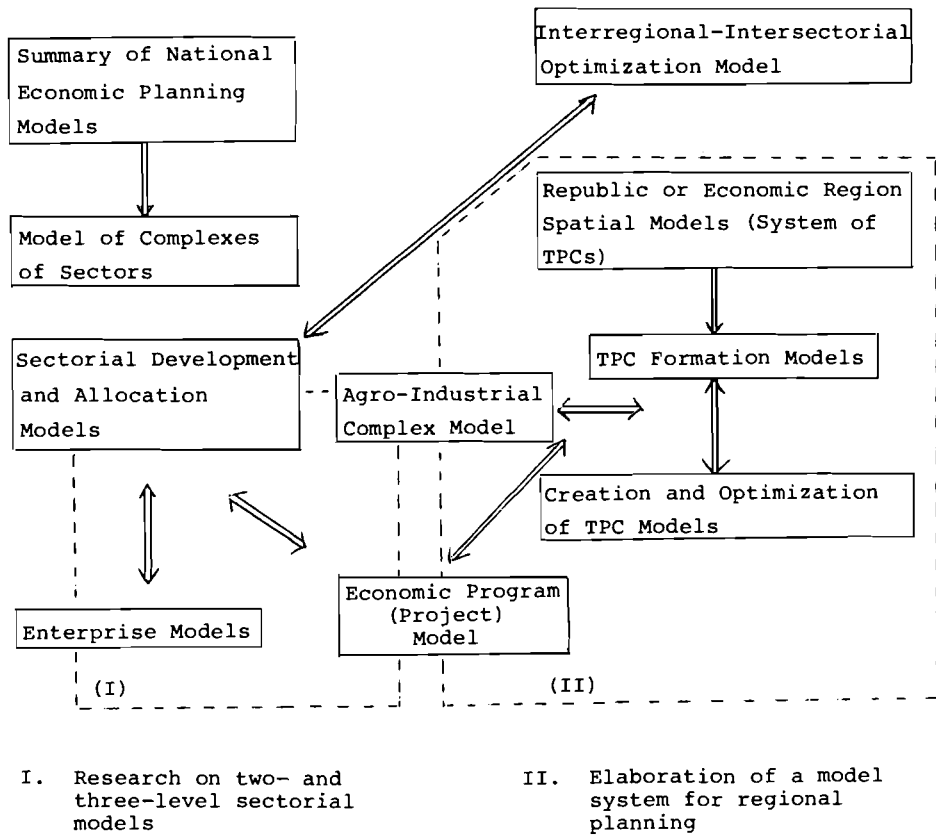 Summary of National
Economic Planning
Models
Interregional-Intersectorial
Optimization Model
Model of Complexes
of Sectors
Republic or Economic Region
Spatial Models (System of
TPCs)
Sectorial Development
and Allocation
Models
Agro-Industrial
Complex Model
TPC Formation Models
Creation and Optimization
of TPC Models
Enterprise Models
Economic Program
(Project)
Model
(I)
(II)
I. Research on two- and
three-level sectorial
models
II. Elaboration of a model
system for regional
planning